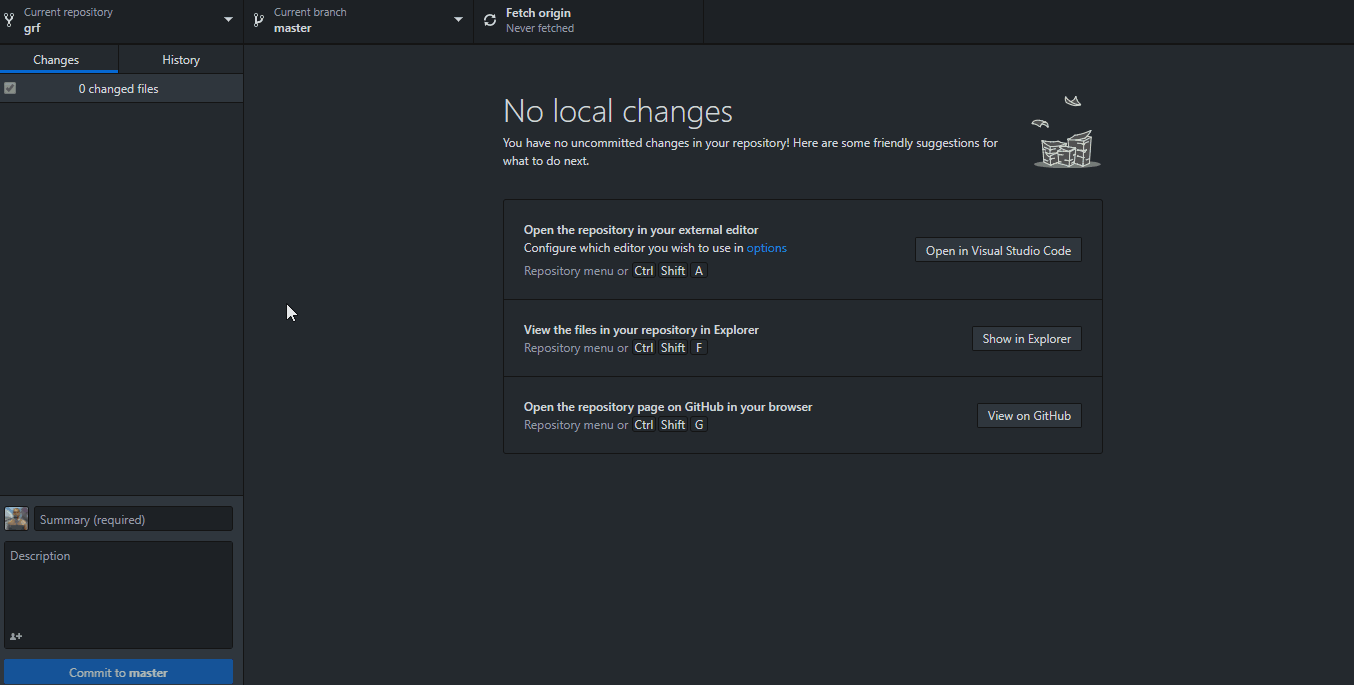 Current repository
grf
Current branch
master
Fetch origin
Never fetched
Changes
History
0 changed files
No local changes
You have no uncommitted changes in your repository! Here are some friendly suggestions for
what to do next.
Open the repository in your external editor
Configure which editor you wish to use in options
Repository menu or Ctrl Shift A
Open in Visual Studio Code
View the files in your repository in Explorer
Repository menu or Ctrl Shift F
Show in Explorer
Open the repository page on GitHub in your browser
Repository menu or Ctrl Shift G
View on GitHub
Summary (required)
Description
Commit to master